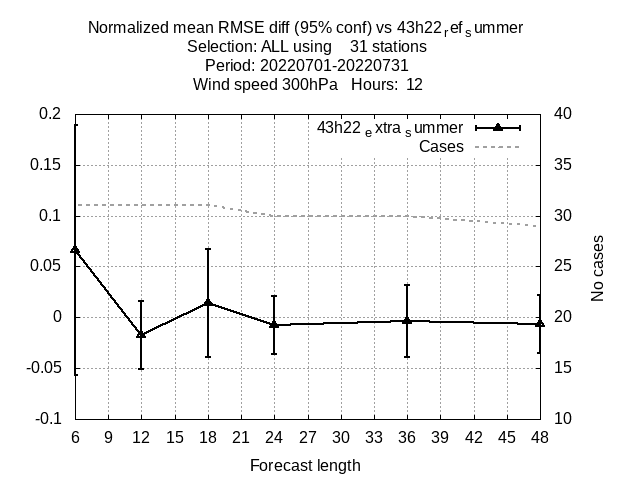 Normalized mean RMSE diff (95% conf) vs 43h22refsummer
Selection: ALL using 31 stations
Period: 20220701-20220731
Wind speed 300hPa Hours: 12
43h22 extrasummer
Cases
0.2
0.15
0.1
0.05
0
-0.05
-0.1
40
35
30
25
20
15
10
No cases
6 9 12 15 18 21 24 27 30 33 36 39 42 45 48
Forecast length